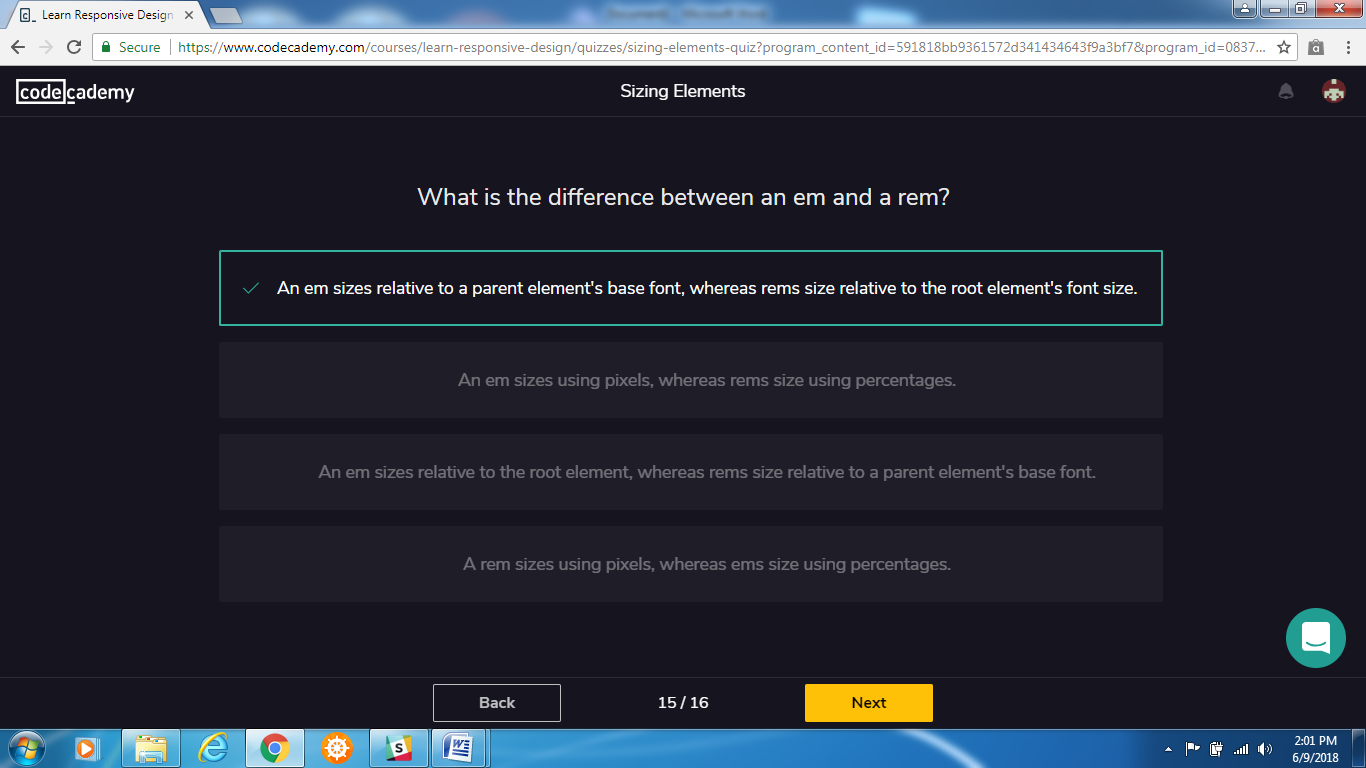 Learn Responsive Design
Secure
https://www.codecademy.com/courses/learn-responsive-design/quizzes/sizing-elements-quiz?program_content_id=591818bb9361572d341434643f9a3bf7&program_id=0837...
codecademy
Sizing Elements
What is the difference between an em and a rem?
An em sizes relative to a parent element's base font, whereas rems size relative to the root element's font size.
An em sizes using pixels, whereas rems size using percentages.
An em sizes relative to the root element, whereas rems size relative to a parent element's base font.
A rem sizes using pixels, whereas ems size using percentages.
Back
15 / 16
Next
2:01 PM
6/9/2018